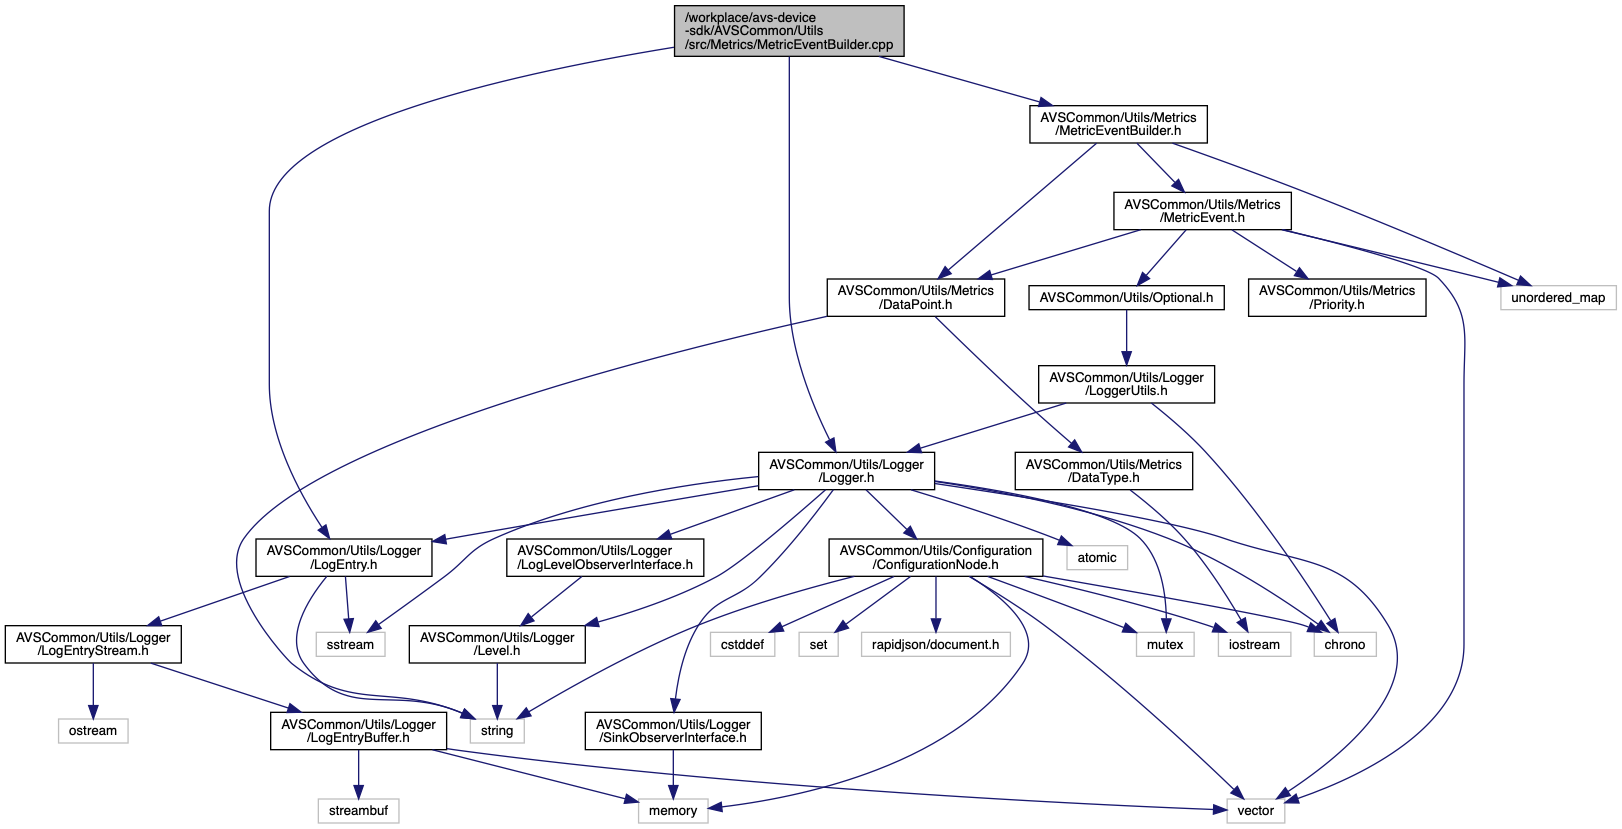 /workplace/avs-device
-sdk/AVSCommon/Utils
/src/Metrics/MetricEventBuilder.cpp
AVSCommon/Utils/Metrics
/MetricEventBuilder.h
AVSCommon/Utils/Metrics
/MetricEvent.h
AVSCommon/Utils/Metrics
/DataPoint.h
AVSCommon/Utils/Optional.h
AVSCommon/Utils/Metrics
/Priority.h
unordered_map
AVSCommon/Utils/Logger
/LoggerUtils.h
AVSCommon/Utils/Logger
/Logger.h
AVSCommon/Utils/Metrics
/DataType.h
AVSCommon/Utils/Logger
/LogEntry.h
AVSCommon/Utils/Logger
/LogLevelObserverInterface.h
AVSCommon/Utils/Configuration
/ConfigurationNode.h
atomic
AVSCommon/Utils/Logger
/LogEntryStream.h
sstream
AVSCommon/Utils/Logger
/Level.h
cstddef
set
rapidjson/document.h
mutex
iostream
chrono
ostream
AVSCommon/Utils/Logger
/LogEntryBuffer.h
string
AVSCommon/Utils/Logger
/SinkObserverInterface.h
streambuf
memory
vector